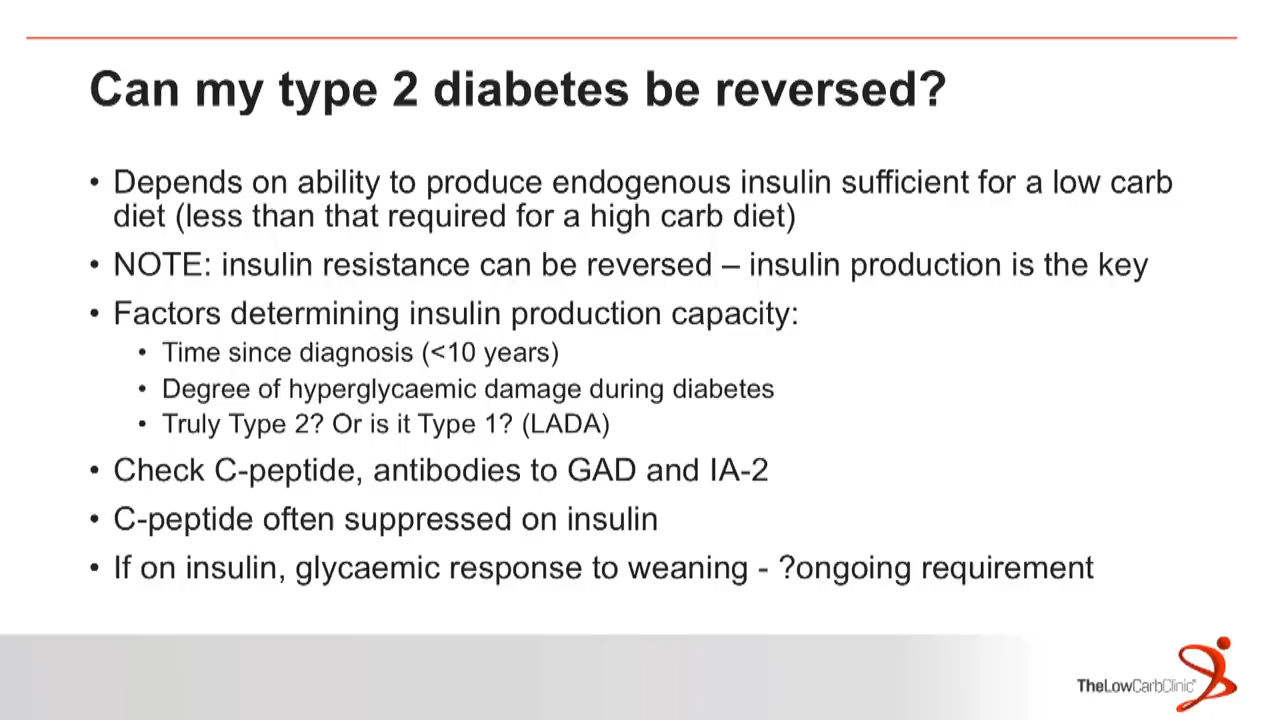 Can my type 2 diabetes be reversed?
• Depends on ability to produce endogenous insulin sufficient for a low carb
diet (less than that required for a high carb diet)
• NOTE: insulin resistance can be reversed – insulin production is the key
• Factors determining insulin production capacity:
• Time since diagnosis (<10 years)
• Degree of hyperglycaemic damage during diabetes
• Truly Type 2? Or is it Type 1? (LADA)
• Check C-peptide, antibodies to GAD and IA-2
• C-peptide often suppressed on insulin
• If on insulin, glycaemic response to weaning - ?ongoing requirement
TheLowCarbClinic